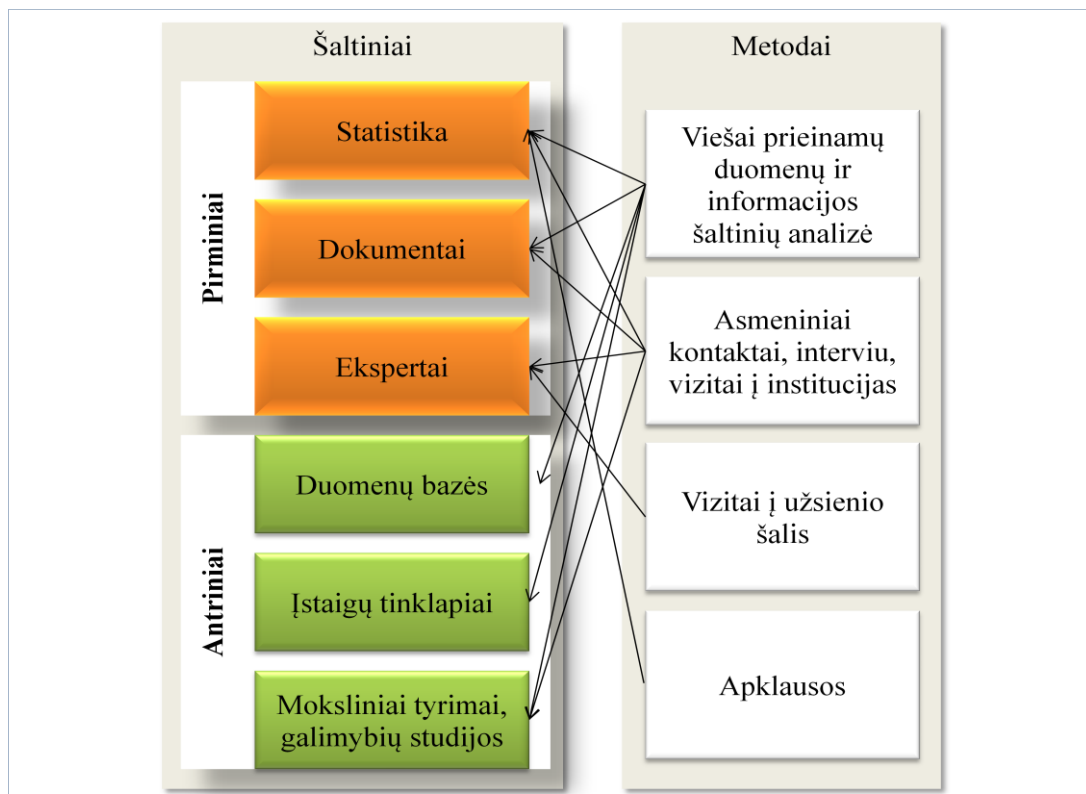 Šaltiniai
Pirminiai
Statistika
Dokumentai
Ekspertai
Antriniai
Duomenų bazės
Įstaigų tinklapiai
Moksliniai tyrimai,
galimybių studijos
Metodai
Viešai prieinamų
duomenų ir
informacijos
šaltinių analizė
Asmeniniai
kontaktai, interviu,
vizitai į institucijas
Vizitai į užsienio
šalis
Apklausos